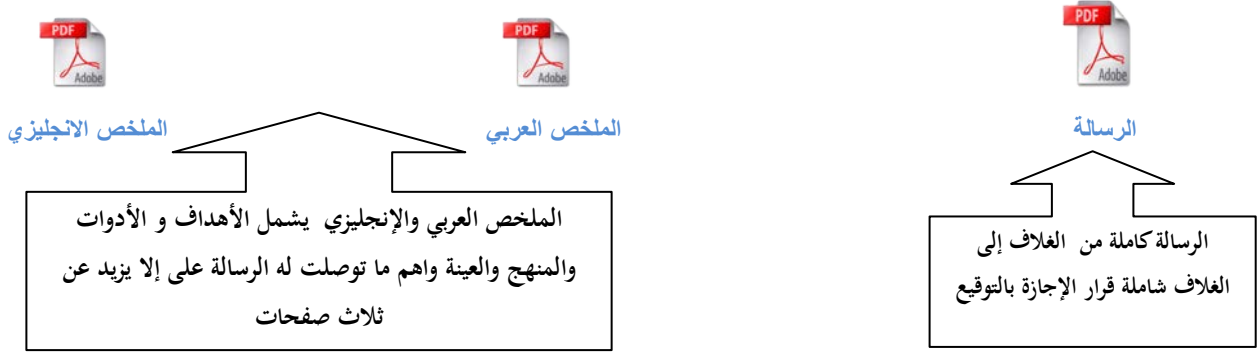 PDF
Adobe
الرسالة
الرسالة كاملة من الغلاف إلى
الغلاف شاملة قرار الإجازة بالتوقيع
PDF
Adobe
الملخص العربي
PDF
Adobe
الملخص الانجليزي
الملخص العربي والإنجليزي يشمل الأهداف و الأدوات
والمنهج والعينة واهم ما توصلت له الرسالة على إلا يزيد عن
ثلاث صفحات